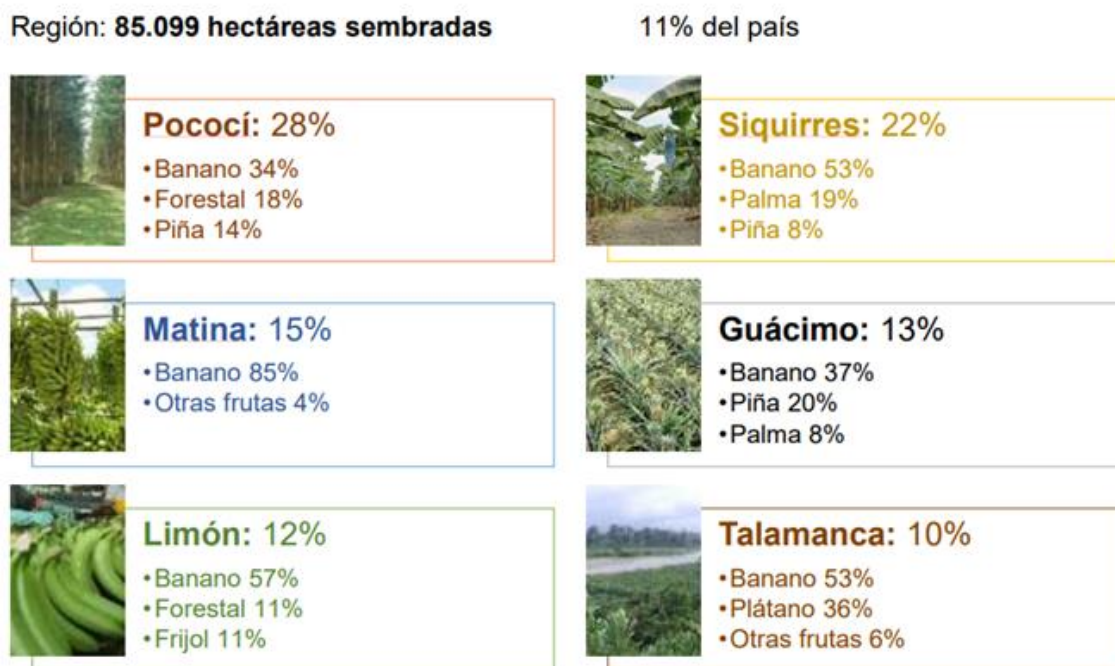 Región: 85.099 hectáreas sembradas
11% del país
Pococí: 28%
•Banano 34%
•Forestal 18%
•Piña 14%
Siquirres: 22%
•Banano 53%
•Palma 19%
•Piña 8%
Matina: 15%
•Banano 85%
•Otras frutas 4%
Guácimo: 13%
•Banano 37%
•Piña 20%
•Palma 8%
Limón: 12%
•Banano 57%
•Forestal 11%
•Frijol 11%
Talamanca: 10%
•Banano 53%
•Plátano 36%
•Otras frutas 6%